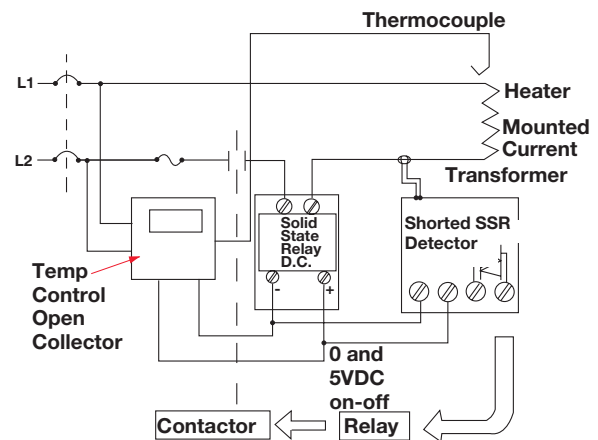 Thermocouple
L1
Heater
Mounted
Current
Transformer
L2
Solid
State
Relay
D.C.
-
+
Shorted SSR
Detector
Temp
Control
Open
Collector
0 and
5VDC
on-off
Contactor
Relay